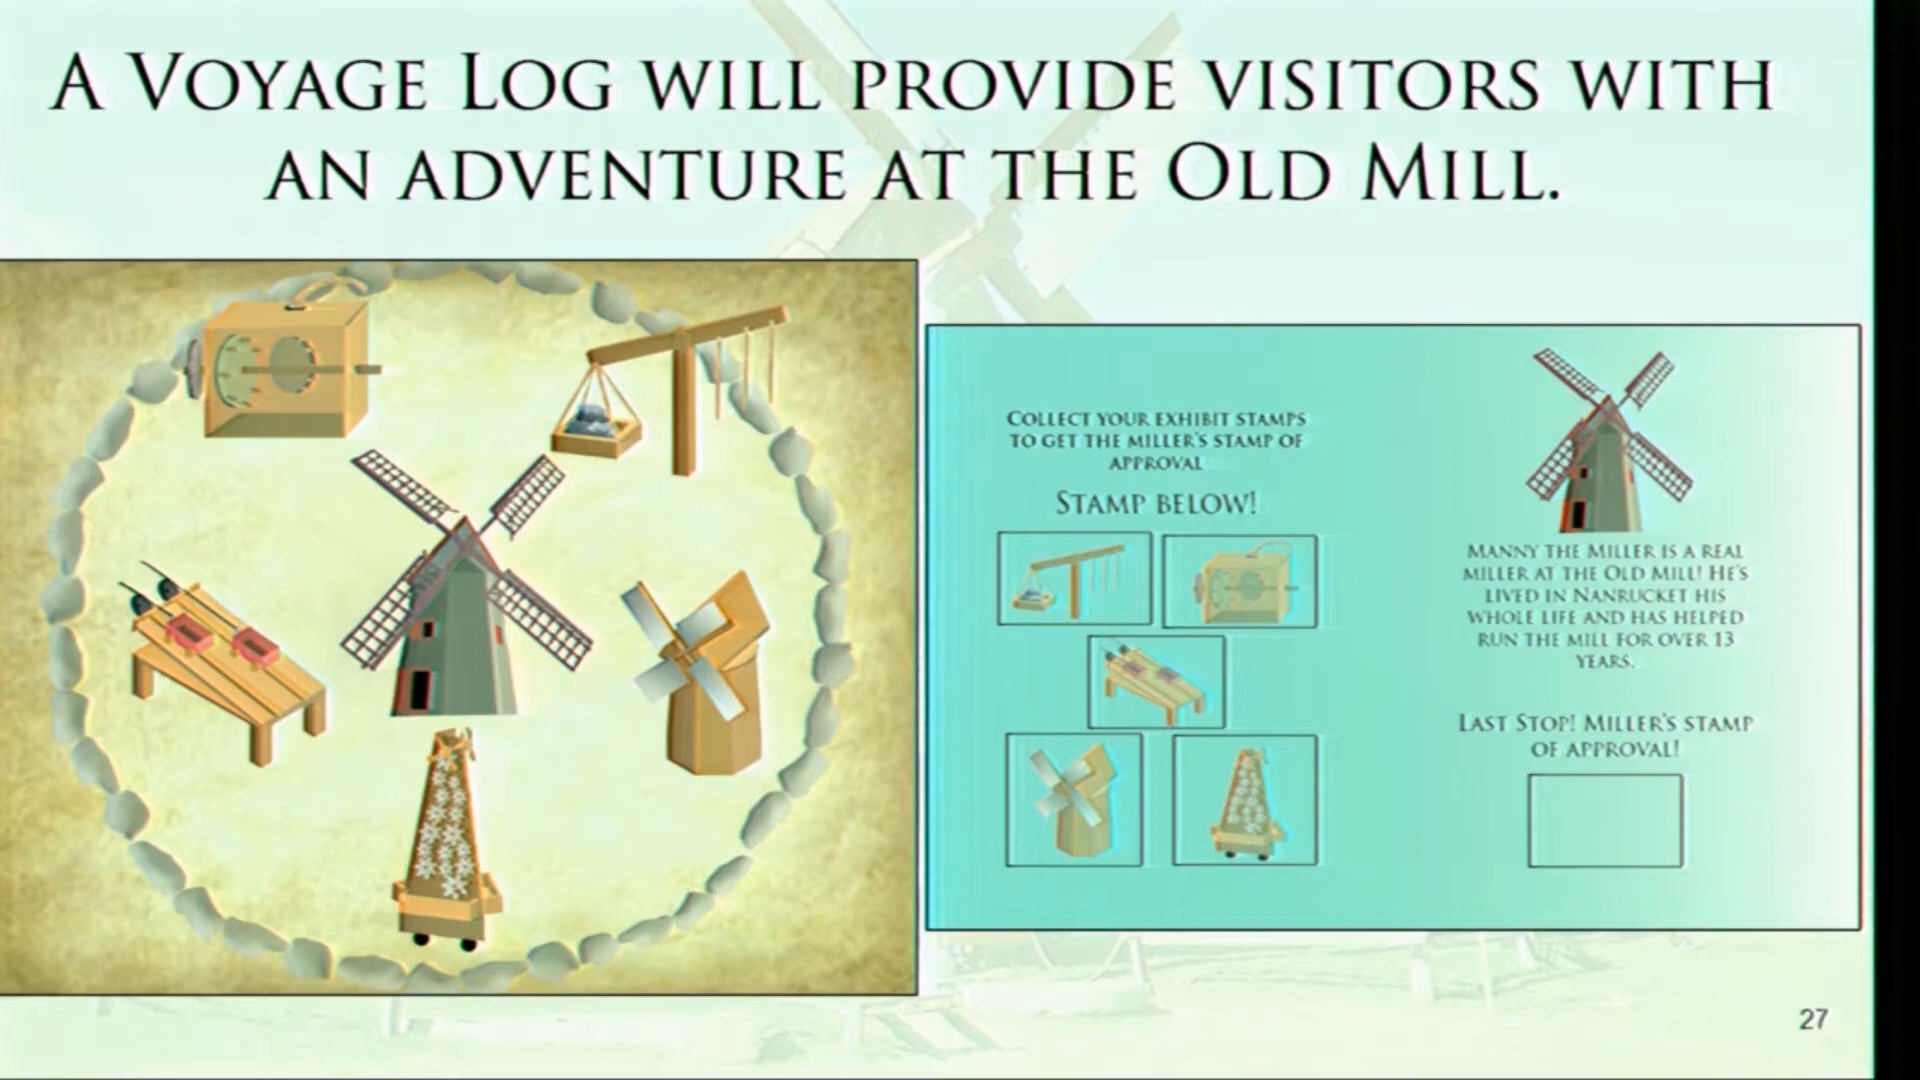 A Voyage Log will provide visitors with
an adventure at the Old Mill.
Collect your exhibit stamps
to get the miller's stamp of
approval
Stamp below!
Manny the Miller is a real
miller at the Old Mill! He's
lived in Nanrucket his
whole life and has helped
run the mill for over 13
years.
Last Stop! Miller's stamp
of approval!
27